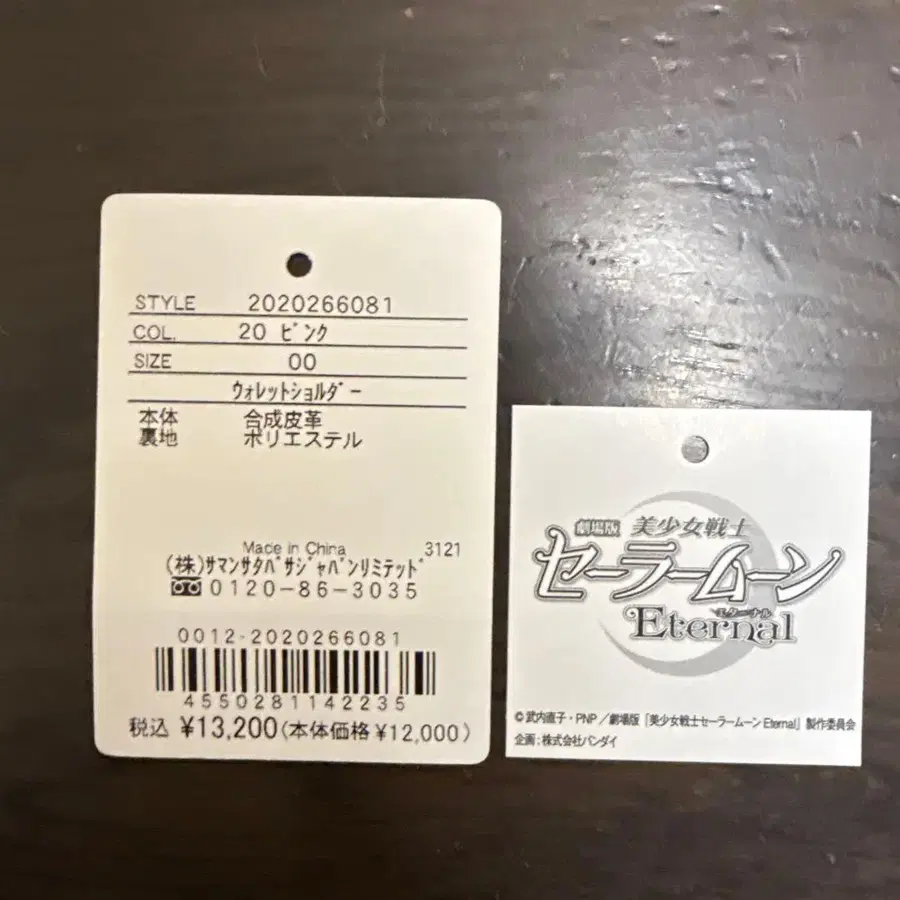 STYLE 2020266081
COL. 20 ﾋﾟﾝｸ
SIZE 00
ｳｫﾚｯﾄｼｮﾙﾀﾞｰ
本体 合成皮革
裏地 ポリエステル
Made in China 3121
(株)ｻﾏﾝｻﾀﾊﾞｻｼﾞｬﾊﾟﾝﾘﾐﾃｯﾄﾞ
0120-86-3035
0012-2020266081
4550281142235
税込 ¥13,200(本体価格¥12,000)
劇場版 美少女戦士
セーラームーン
エターナル
Eternal
©武内直子・PNP／劇場版「美少女戦士セーラームーンEternal」製作委員会
企画：株式会社バンダイ